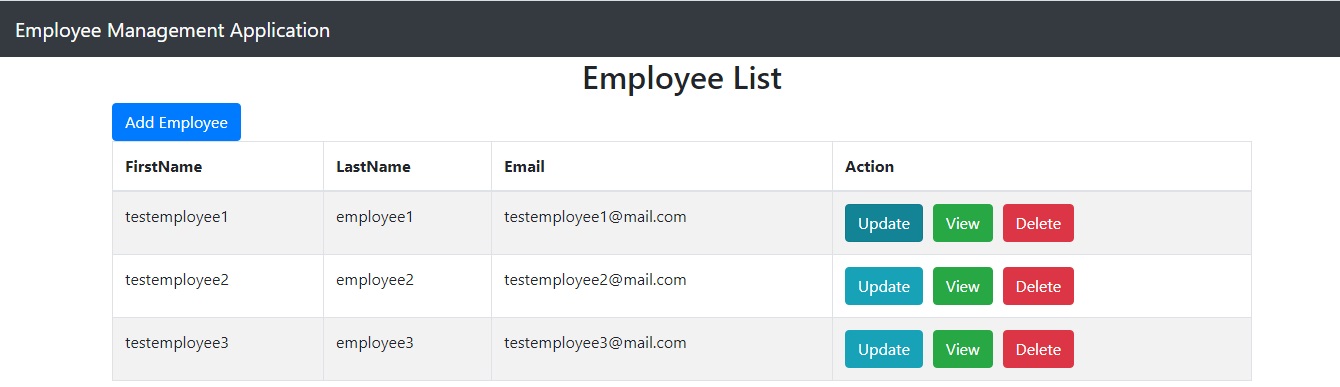 Employee Management Application
Employee List
Add Employee
FirstName LastName Email Action
testemployee1 employee1 testemployee1@mail.com Update View Delete
testemployee2 employee2 testemployee2@mail.com Update View Delete
testemployee3 employee3 testemployee3@mail.com Update View Delete